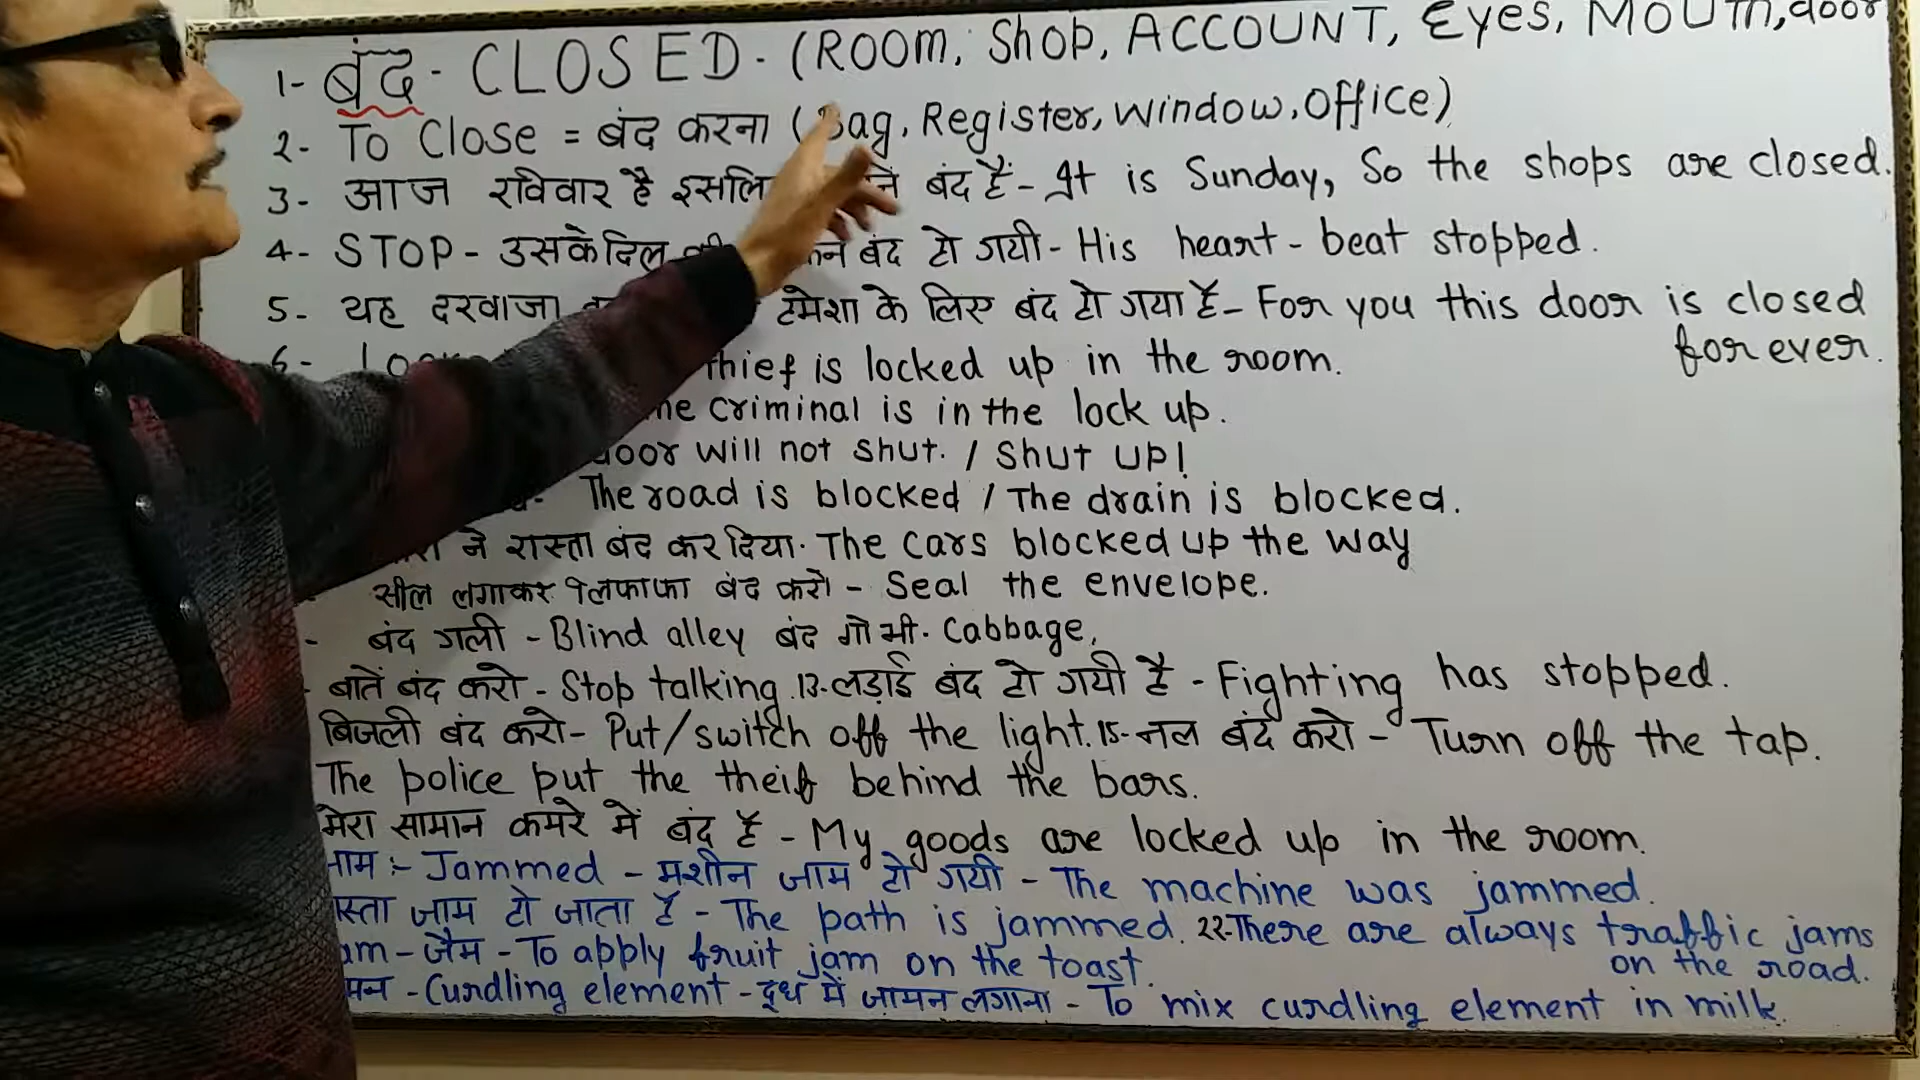 1- बंद - CLOSED - (ROOM, Shop, ACCOUNT, Eyes, MOUTH, door
2- To Close = बंद करना (Bag, Register, Window, Office)
3- आज रविवार है बंद हैं - It is Sunday, So the shops are closed.
4- STOP - उसके दिल बंद हो गयी - His heart-beat stopped.
5- यह दरवाजा हमेशा के लिए बंद हो गया है - For you this door is closed
forever.
6- thief is locked up in the room.
criminal is in the lock up.
door will not shut. / Shut up!
The road is blocked / The drain is blocked.
ने रास्ता बंद कर दिया. The cars blocked up the way
सील लगाकर लिफाफा बंद करो - Seal the envelope.
- बंद गली - Blind alley बंद गोभी. Cabbage,
- बातें बंद करो - Stop talking. 13- लड़ाई बंद हो गयी है - Fighting has stopped.
बिजली बंद करो - Put/switch off the light. 15- नल बंद करो - Turn off the tap.
The police put the theif behind the bars.
मेरा सामान कमरे में बंद है - My goods are locked up in the room.
जाम :- Jammed - मशीन जाम हो गयी - The machine was jammed.
जाम हो जाता है - The path is jammed. 22- There are always traffic jams
on the road.
- जैम - To apply fruit jam on the toast.
- Curdling element - दूध में जामन लगाना - To mix curdling element in milk.